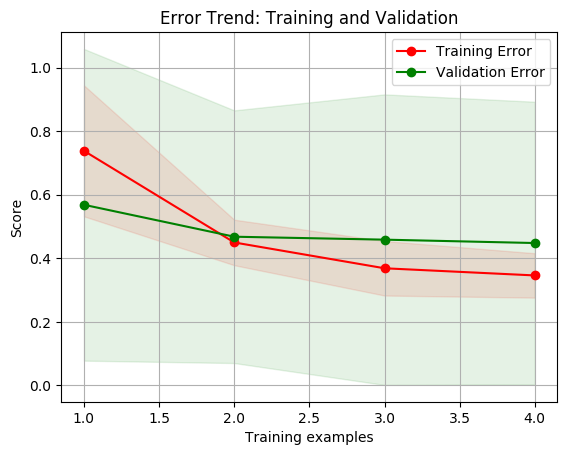 Error Trend: Training and Validation
Training Error
Validation Error
Score
1.0
0.8
0.6
0.4
0.2
0.0
1.0 1.5 2.0 2.5 3.0 3.5 4.0
Training examples